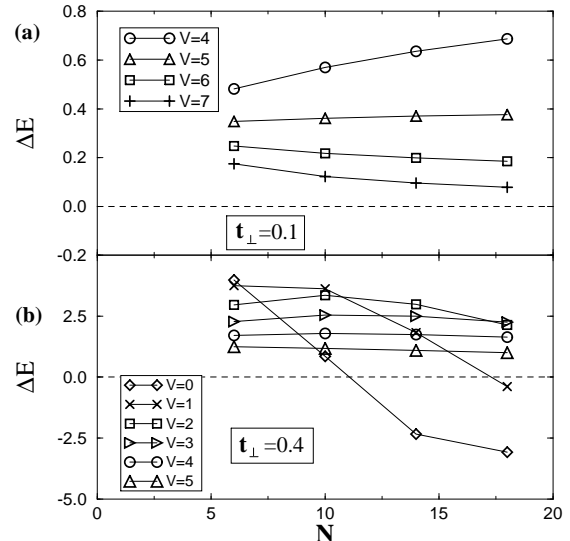 (a)
0.8
0.6
0.4
0.2
0.0
-0.2
ΔE
V=4
V=5
V=6
V=7
t⊥=0.1
(b)
2.5
0.0
-2.5
-5.0
ΔE
V=0
V=1
V=2
V=3
V=4
V=5
t⊥=0.4
0 5 10 15 20
N